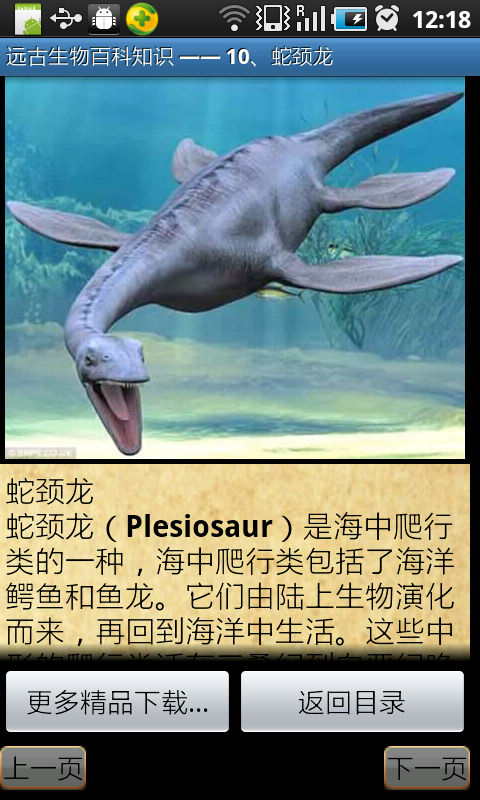 R
12:18
远古生物百科知识 —— 10、蛇颈龙
© BNPS.CO.UK
蛇颈龙
蛇颈龙（Plesiosaur）是海中爬行
类的一种，海中爬行类包括了海洋
鳄鱼和鱼龙。它们由陆上生物演化
而来，再回到海洋中生活。这些中
更多精品下载...
返回目录
上一页
下一页